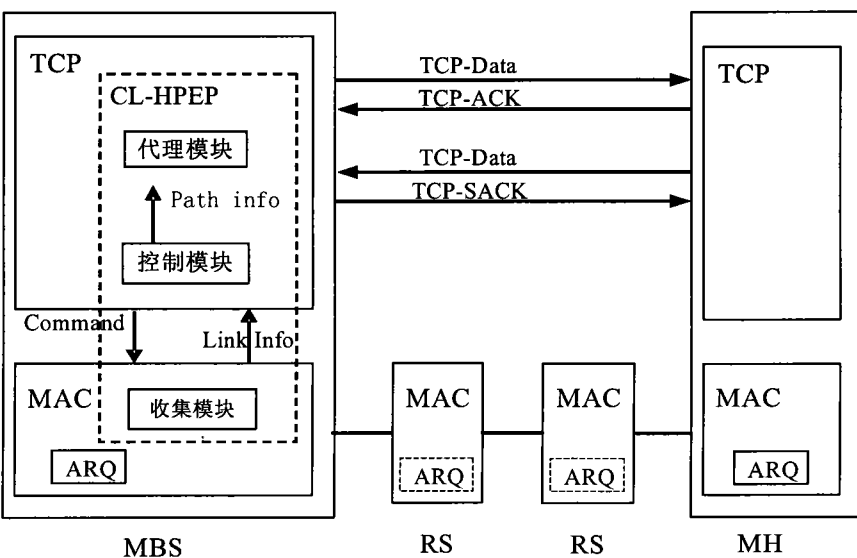 TCP
CL-HPEP
代理模块
Path info
控制模块
Command
Link Info
MAC
收集模块
ARQ
MBS
TCP-Data
TCP-ACK
TCP-Data
TCP-SACK
MAC
ARQ
RS
MAC
ARQ
RS
TCP
MAC
ARQ
MH